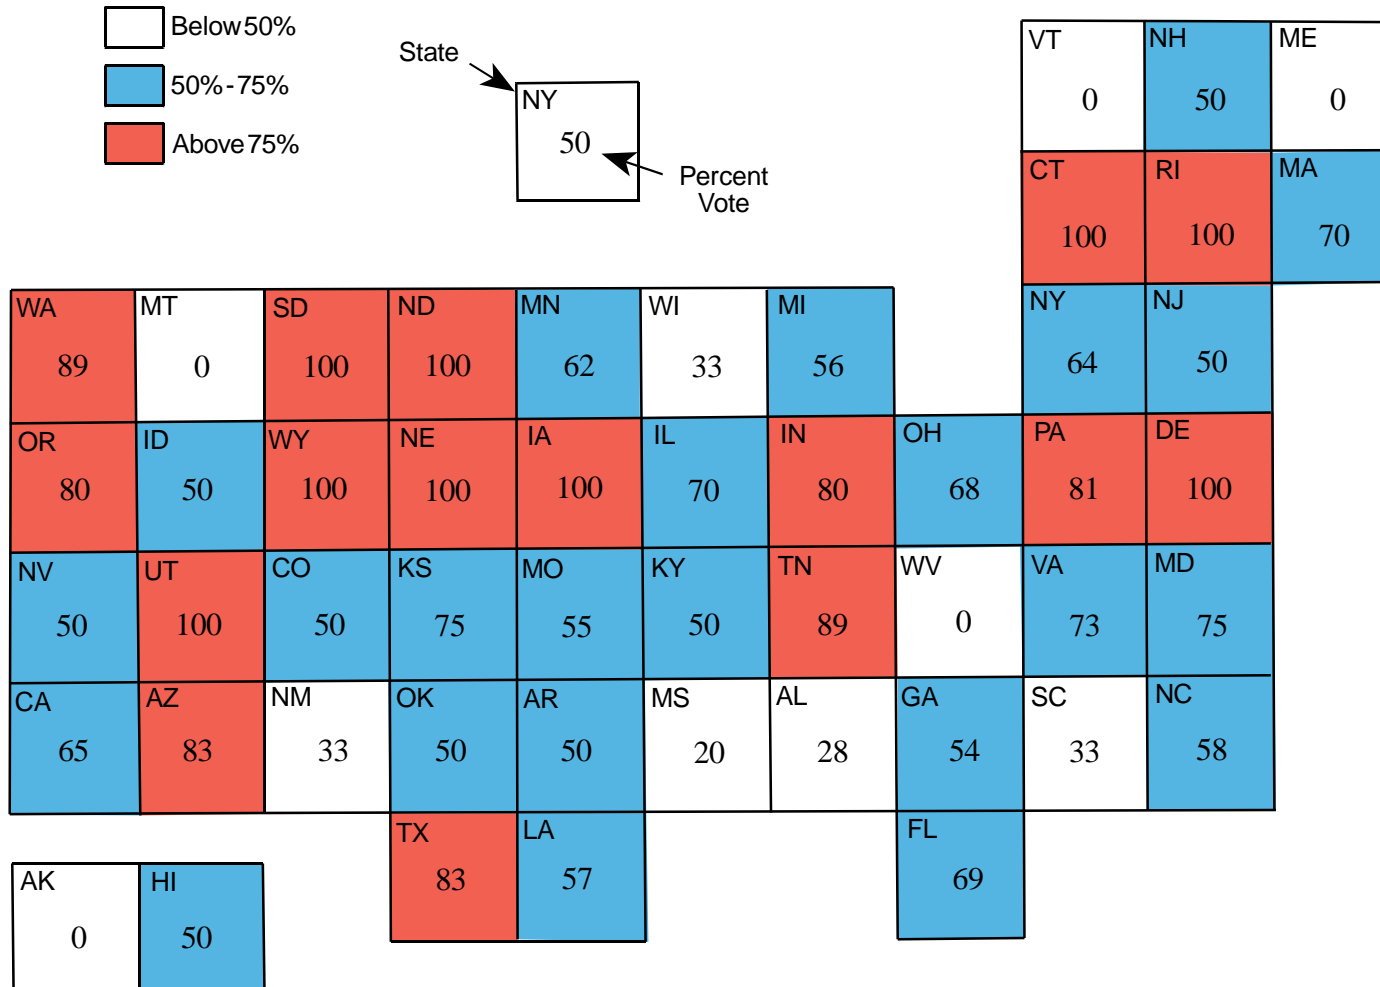 Below 50%
50%-75%
Above 75%
State
NY
50
Percent
Vote
VT NH ME
0 50 0
CT RI MA
100 100 70
WA MT SD ND MN WI MI NY NJ
89 0 100 100 62 33 56 64 50
OR ID WY NE IA IL IN OH PA DE
80 50 100 100 100 70 80 68 81 100
NV UT CO KS MO KY TN WV VA MD
50 100 50 75 55 50 89 0 73 75
CA AZ NM OK AR MS AL GA SC NC
65 83 33 50 50 20 28 54 33 58
TX LA FL
83 57 69
AK HI
0 50